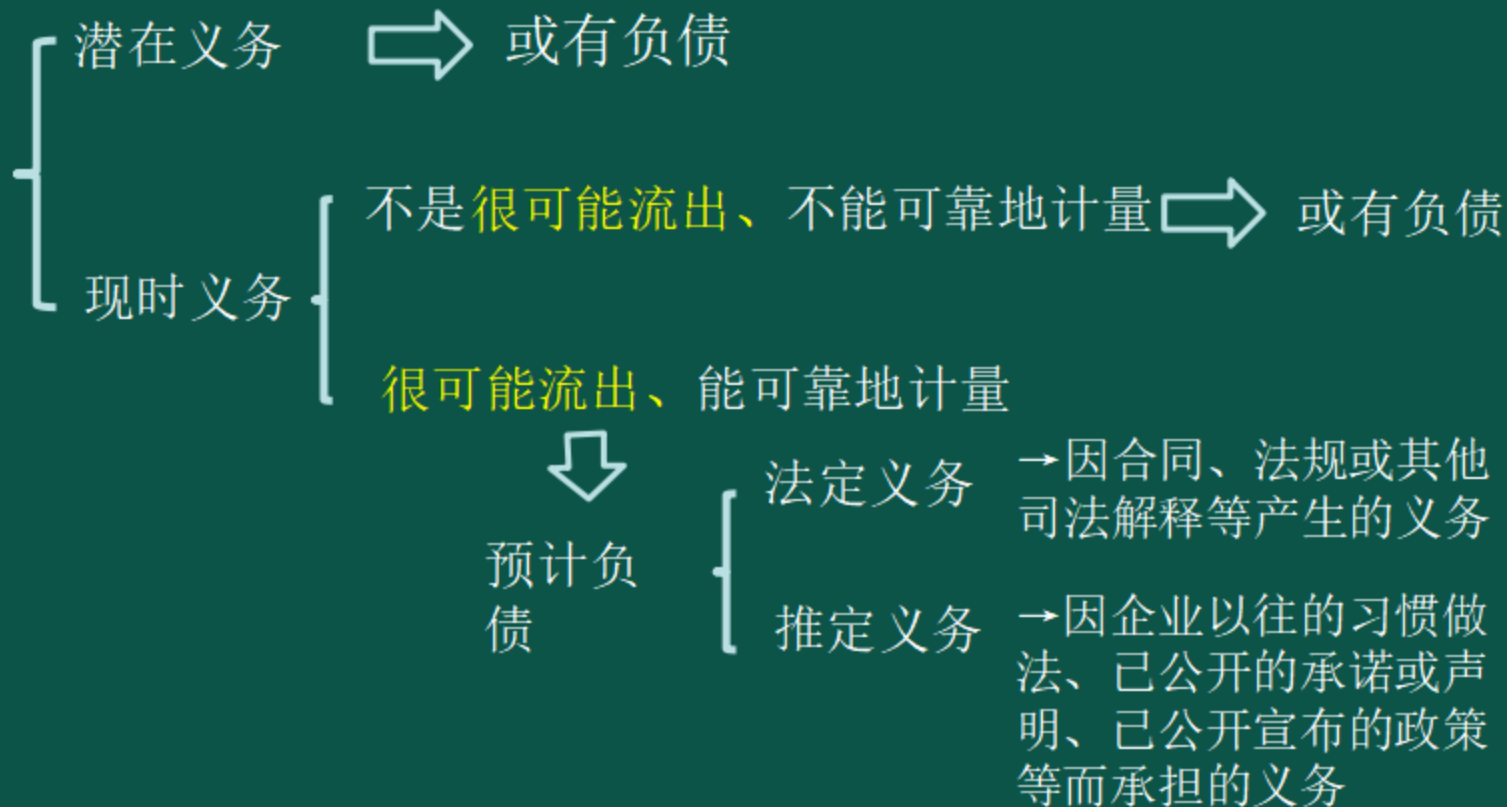 潜在义务 或有负债
不是很可能流出、不能可靠地计量 或有负债
现时义务
很可能流出、能可靠地计量
预计负
债
法定义务
→因合同、法规或其他
司法解释等产生的义务
推定义务
→因企业以往的习惯做
法、已公开的承诺或声
明、已公开宣布的政策
等而承担的义务